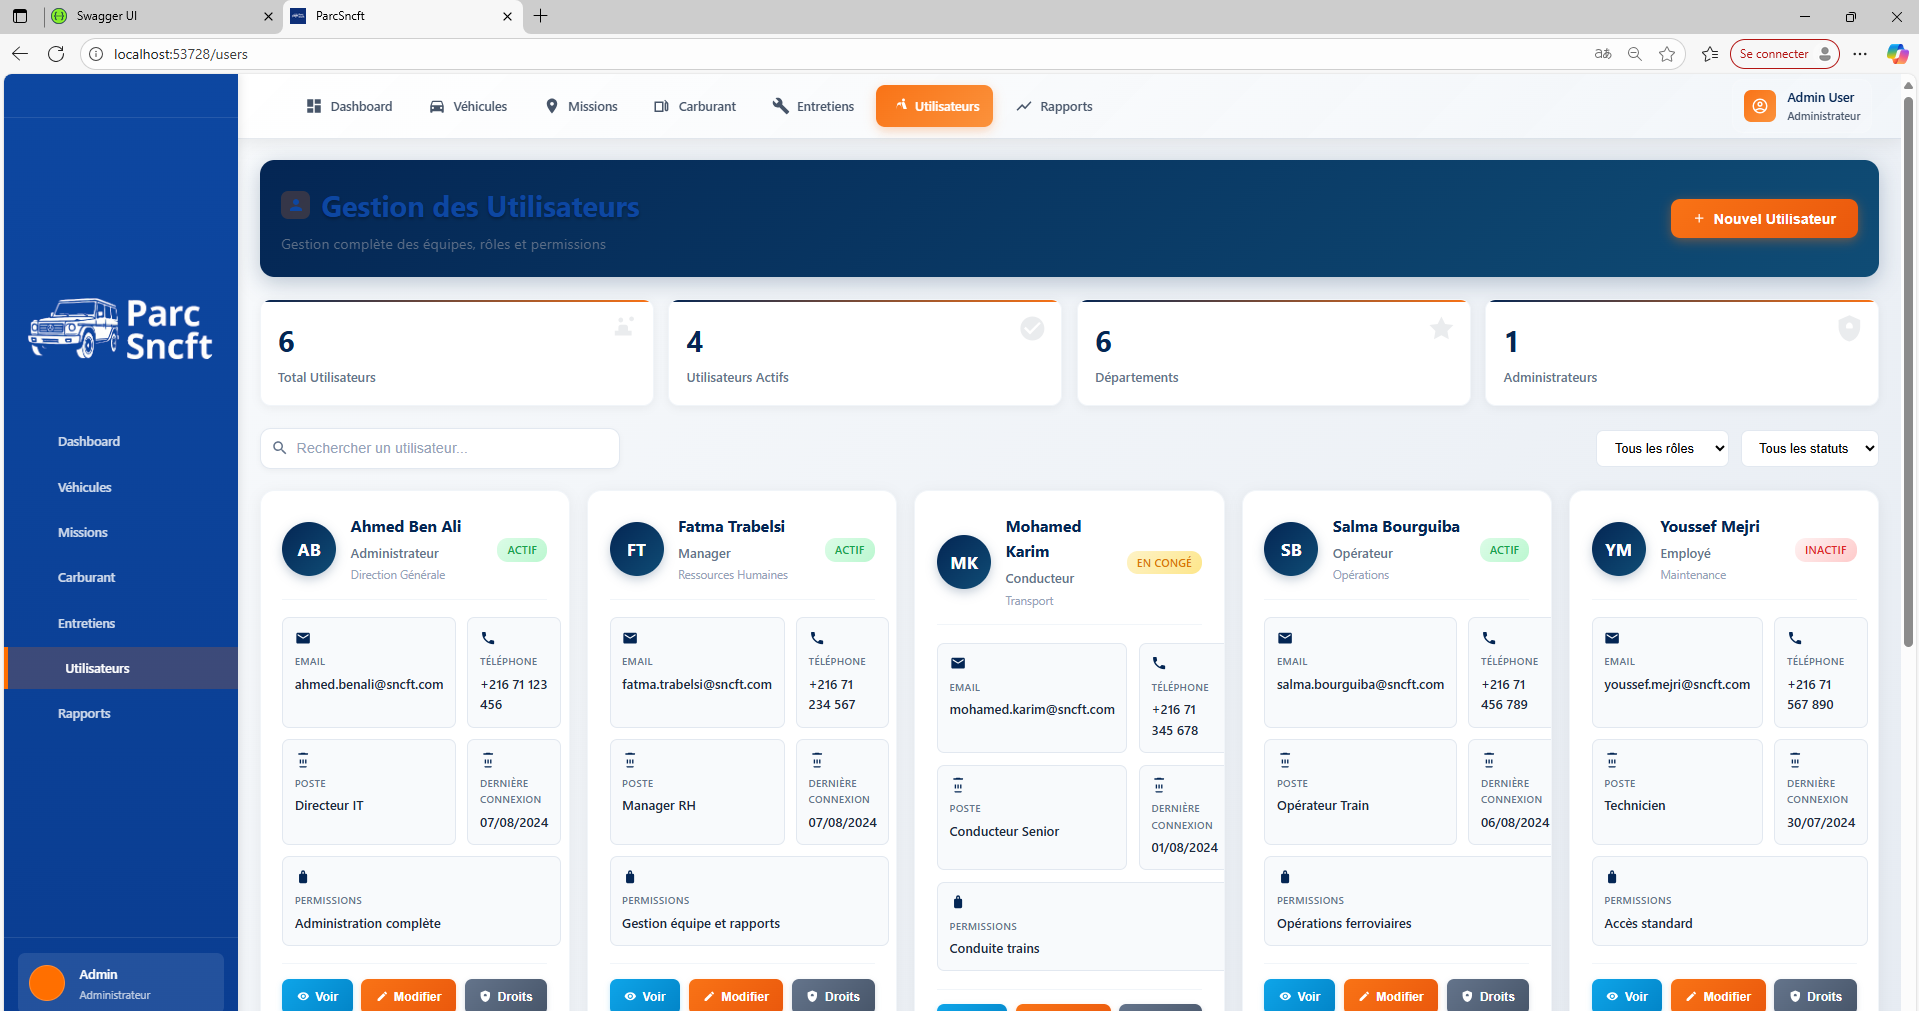 Swagger UI
ParcSncft
localhost:53728/users
aあ
Se connecter
Dashboard
Véhicules
Missions
Carburant
Entretiens
Utilisateurs
Rapports
Admin User
Administrateur
Parc
Sncft
Dashboard
Véhicules
Missions
Carburant
Entretiens
Utilisateurs
Rapports
Admin
Administrateur
Gestion des Utilisateurs
Gestion complète des équipes, rôles et permissions
+ Nouvel Utilisateur
6
Total Utilisateurs
4
Utilisateurs Actifs
6
Départements
1
Administrateurs
Rechercher un utilisateur...
Tous les rôles
Tous les statuts
AB
Ahmed Ben Ali
Administrateur
Direction Générale
ACTIF
EMAIL
ahmed.benali@sncft.com
TÉLÉPHONE
+216 71 123
456
POSTE
Directeur IT
DERNIÈRE
CONNEXION
07/08/2024
PERMISSIONS
Administration complète
Voir
Modifier
Droits
FT
Fatma Trabelsi
Manager
Ressources Humaines
ACTIF
EMAIL
fatma.trabelsi@sncft.com
TÉLÉPHONE
+216 71
234 567
POSTE
Manager RH
DERNIÈRE
CONNEXION
07/08/2024
PERMISSIONS
Gestion équipe et rapports
Voir
Modifier
Droits
MK
Mohamed
Karim
Conducteur
Transport
EN CONGÉ
EMAIL
mohamed.karim@sncft.com
TÉLÉPHONE
+216 71
345 678
POSTE
Conducteur Senior
DERNIÈRE
CONNEXION
01/08/2024
PERMISSIONS
Conduite trains
SB
Salma Bourguiba
Opérateur
Opérations
ACTIF
EMAIL
salma.bourguiba@sncft.com
TÉLÉPHONE
+216 71
456 789
POSTE
Opérateur Train
DERNIÈRE
CONNEXION
06/08/2024
PERMISSIONS
Opérations ferroviaires
Voir
Modifier
Droits
YM
Youssef Mejri
Employé
Maintenance
INACTIF
EMAIL
youssef.mejri@sncft.com
TÉLÉPHONE
+216 71
567 890
POSTE
Technicien
DERNIÈRE
CONNEXION
30/07/2024
PERMISSIONS
Accès standard
Voir
Modifier
Droits